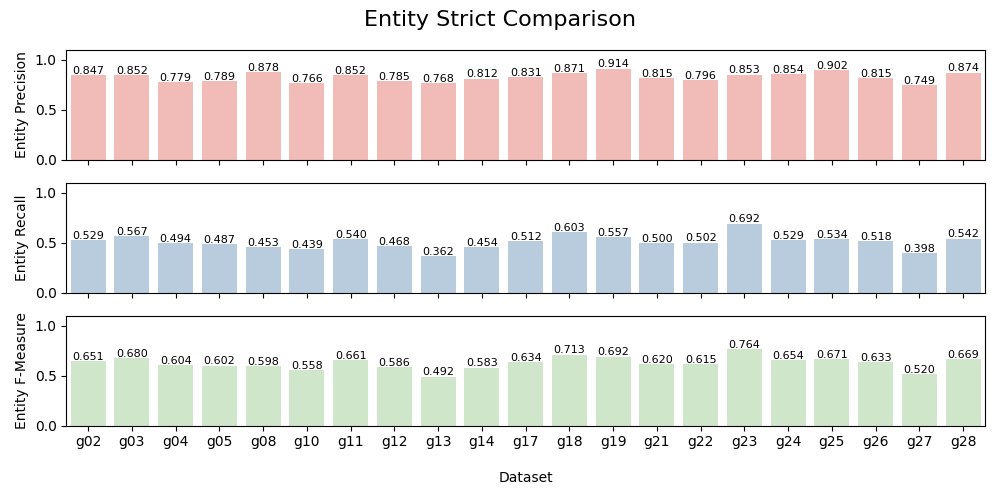 Entity Strict Comparison
Entity Precision
1.0
0.5
0.0
0.847 0.852 0.779 0.789 0.878 0.766 0.852 0.785 0.768 0.812 0.831 0.871 0.914 0.815 0.796 0.853 0.854 0.902 0.815 0.749 0.874
Entity Recall
1.0
0.5
0.0
0.529 0.567 0.494 0.487 0.453 0.439 0.540 0.468 0.362 0.454 0.512 0.603 0.557 0.500 0.502 0.692 0.529 0.534 0.518 0.398 0.542
Entity F-Measure
1.0
0.5
0.0
0.651 0.680 0.604 0.602 0.598 0.558 0.661 0.586 0.492 0.583 0.634 0.713 0.692 0.620 0.615 0.764 0.654 0.671 0.633 0.520 0.669
g02 g03 g04 g05 g08 g10 g11 g12 g13 g14 g17 g18 g19 g21 g22 g23 g24 g25 g26 g27 g28
Dataset